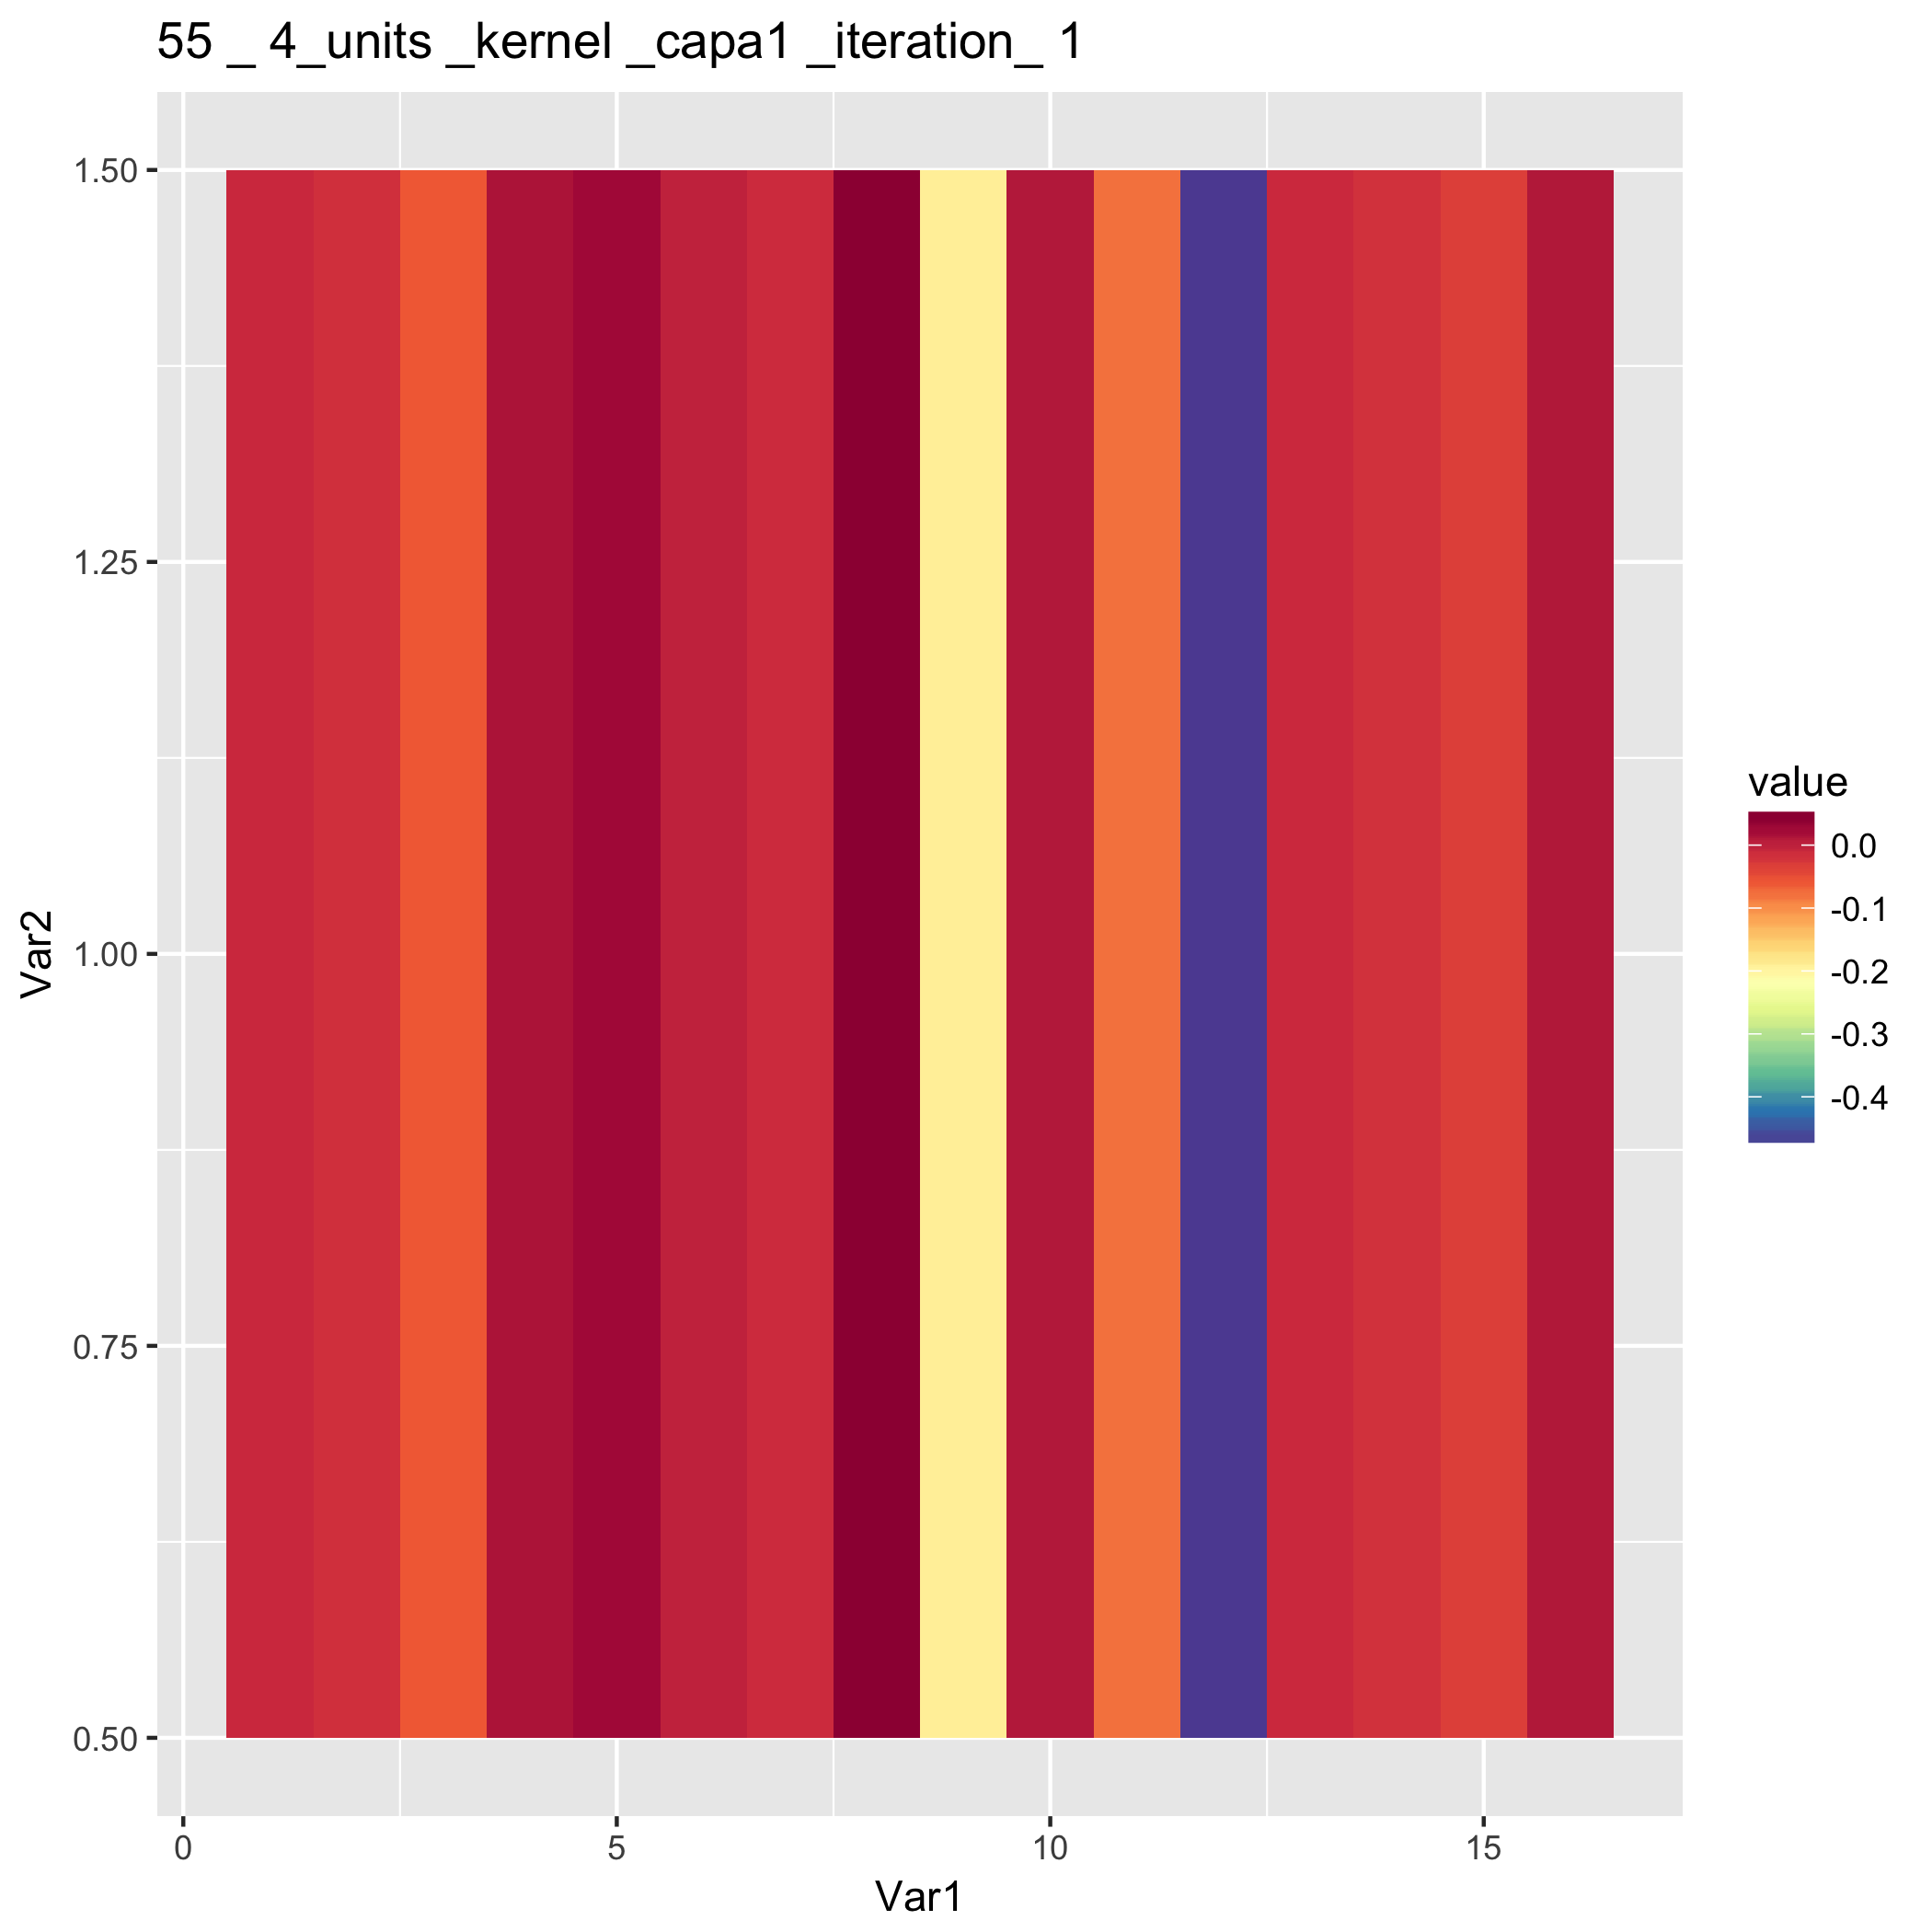 55 _ 4_units _kernel _capa1 _iteration_ 1
1.50
1.25
1.00
0.75
0.50
Var2
0 5 10 15
Var1
value
0.0
-0.1
-0.2
-0.3
-0.4